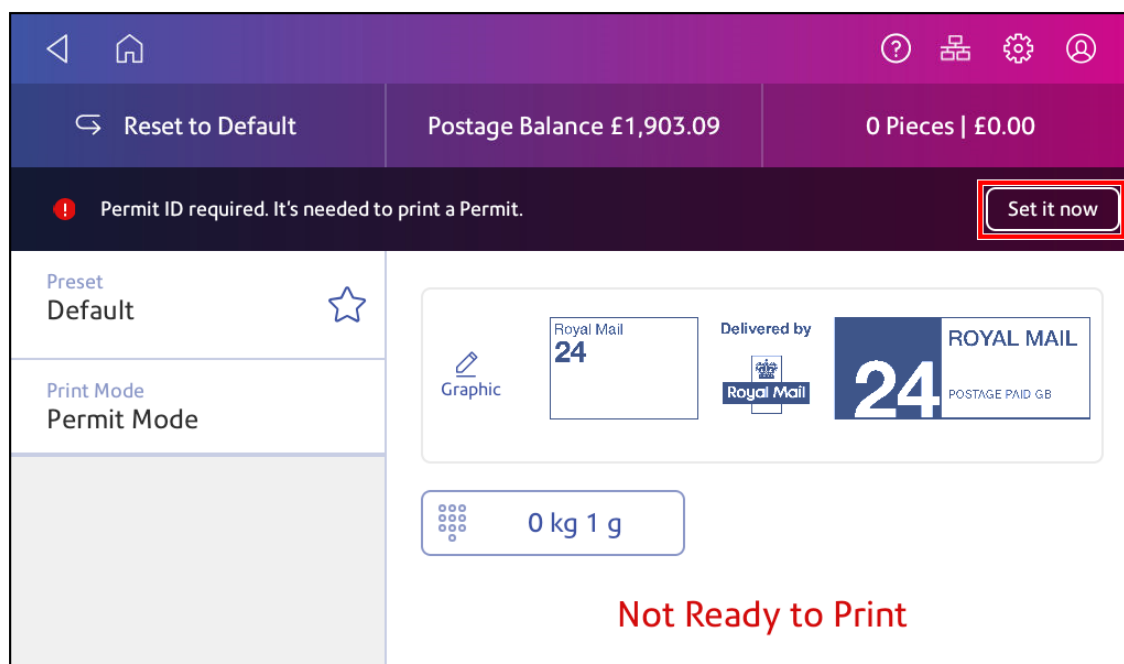 Reset to Default
Postage Balance £1,903.09
0 Pieces | £0.00
Permit ID required. It's needed to print a Permit.
Set it now
Preset
Default
Print Mode
Permit Mode
Graphic
Royal Mail
24
Delivered by
Royal Mail
24
ROYAL MAIL
POSTAGE PAID GB
0 kg 1 g
Not Ready to Print